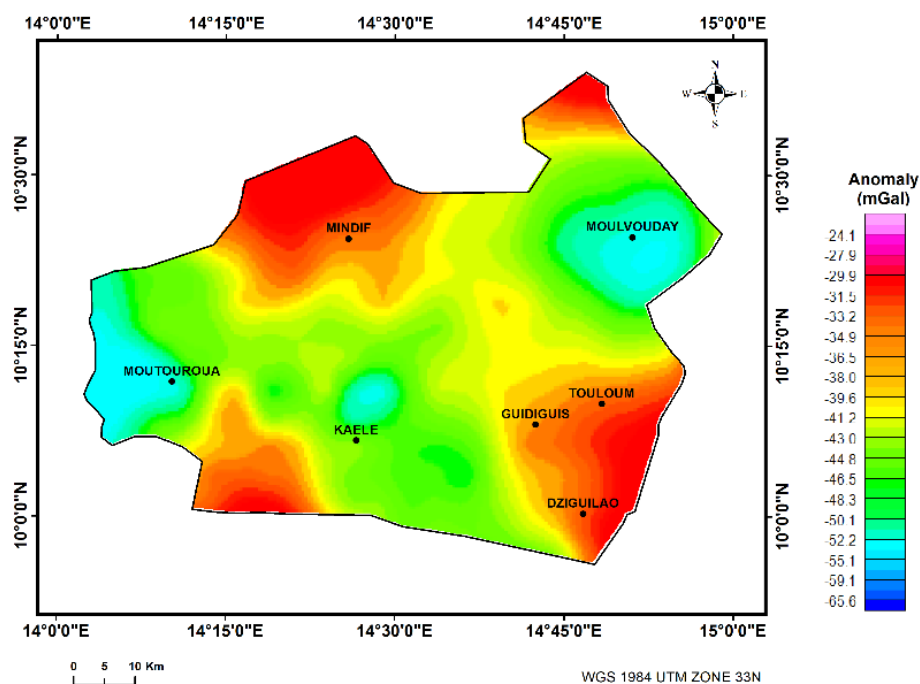 14°0'0"E 14°15'0"E 14°30'0"E 14°45'0"E 15°0'0"E
N
W E
S
10°30'0"N 10°30'0"N
MINDIF
MOULVOUDAY
Anomaly
(mGal)
24.1
-27.9
-29.9
-31.5
-33.2
-34.9
-36.5
-38.0
-39.6
-41.2
-43.0
-44.8
-46.5
-48.3
-50.1
-52.2
-55.1
-59.1
-65.6
10°15'0"N 10°15'0"N
MOUTOUROUA
TOULOUM
GUIDIGUIS
KAELE
DZIGUILAO
10°0'0"N 10°0'0"N
14°0'0"E 14°15'0"E 14°30'0"E 14°45'0"E 15°0'0"E
0 5 10 Km
WGS 1984 UTM ZONE 33N